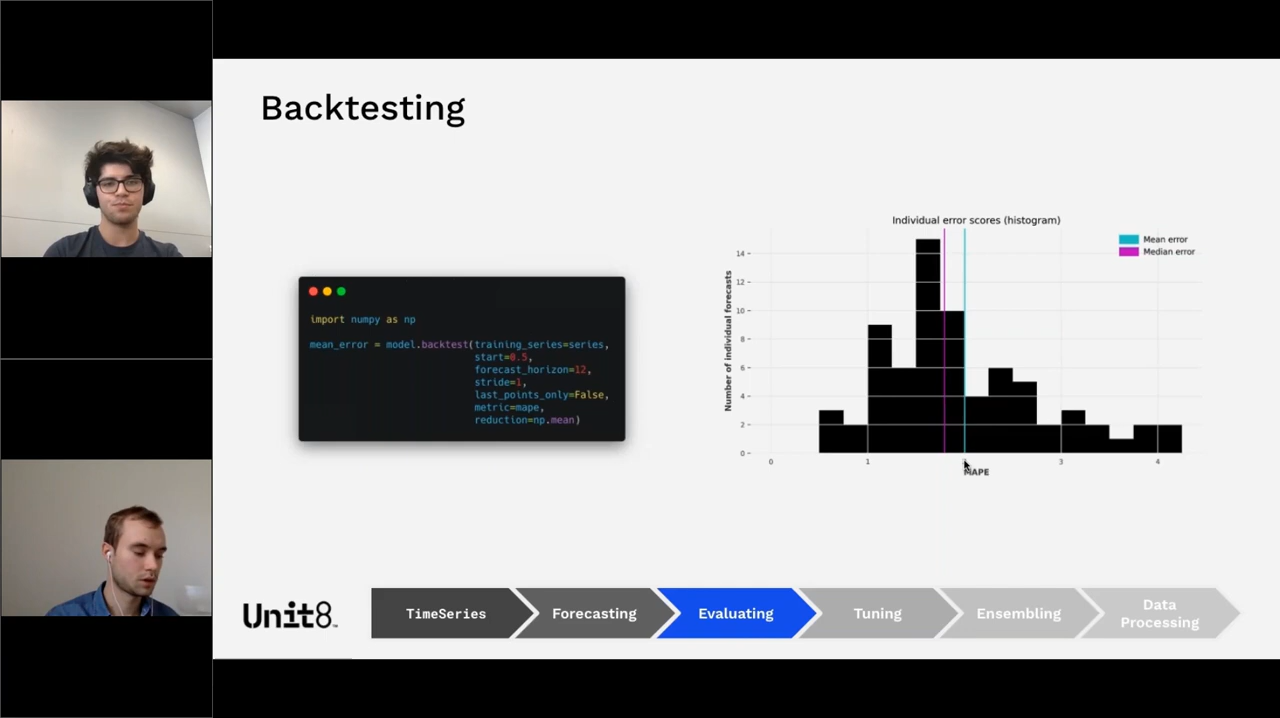 Backtesting
import numpy as np
mean_error = model.backtest(training_series=series,
start=0.5,
forecast_horizon=12,
stride=1,
last_points_only=False,
metric=mape,
reduction=np.mean)
Individual error scores (histogram)
Mean error
Median error
Number of individual forecasts
14
12
10
8
6
4
2
0
0 1 3 4
MAPE
Unit8
TimeSeries
Forecasting
Evaluating
Tuning
Ensembling
Data
Processing